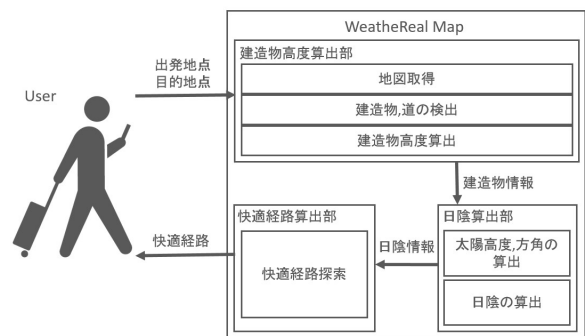 WeatheReal Map
User
出発地点
目的地点
建造物高度算出部
地図取得
建造物,道の検出
建造物高度算出
建造物情報
日陰算出部
太陽高度,方角の
算出
日陰の算出
日陰情報
快適経路算出部
快適経路探索
快適経路